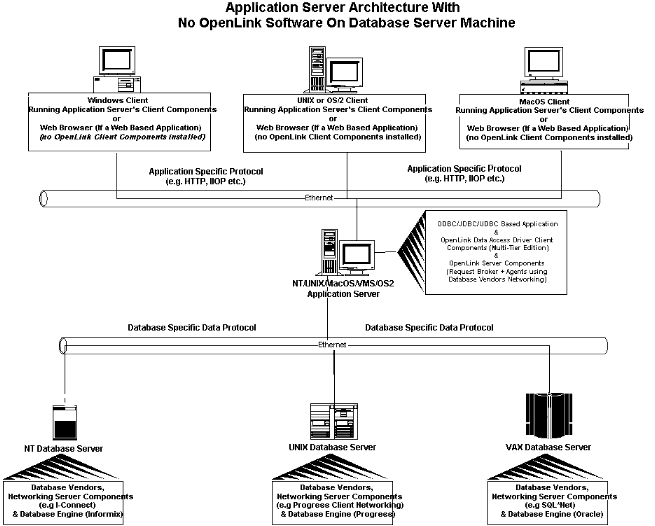 Application Server Architecture With
No OpenLink Software On Database Server Machine
Windows Client
Running Application Server's Client Components
or
Web Browser (If a Web Based Application)
(no OpenLink Client Components installed)
UNIX or OS/2 Client
Running Application Server's Client Components
or
Web Browser (If a Web Based Application)
(no OpenLink Client Components installed)
MacOS Client
Running Application Server's Client Components
or
Web Browser (If a Web Based Application)
(no OpenLink Client Components installed)
Application Specific Protocol
(e.g. HTTP, IIOP etc.)
Application Specific Protocol
(e.g. HTTP, IIOP etc.)
Ethernet
ODBC/JDBC/UDBC Based Application
&
OpenLink Data Access Driver Client
Components (Multi-Tier Edition)
&
OpenLink Server Components
(Request Broker + Agents using
Database Vendors Networking)
NT/UNIX/MacOS/VMS/OS2
Application Server
Database Specific Data Protocol
Database Specific Data Protocol
Ethernet
NT Database Server
UNIX Database Server
VAX Database Server
Database Vendors,
Networking Server Components
(e.g I-Connect)
& Database Engine (Informix)
Database Vendors,
Networking Server Components
(e.g Progress Client Networking)
& Database Engine (Progress)
Database Vendors,
Networking Server Components
(e.g SQL*Net)
& Database Engine (Oracle)